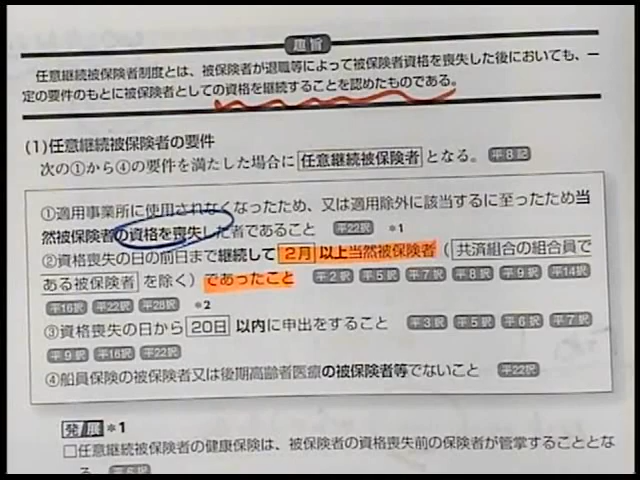 趣旨
任意継続被保険者制度とは、被保険者が退職等によって被保険者資格を喪失した後においても、一
定の要件のもとに被保険者としての資格を継続することを認めたものである。
(1)任意継続被保険者の要件
次の①から④の要件を満たした場合に 任意継続被保険者 となる。 平8記
①適用事業所に使用されなくなったため、又は適用除外に該当するに至ったため当
然被保険者の資格を喪失した者であること 平22択 *1
②資格喪失の日の前日まで継続して 2月 以上当然被保険者 ( 共済組合の組合員で
ある被保険者 を除く) であったこと 平2択 平5択 平7択 平8択 平9択 平14択
平16択 平22択 平28択 *2
③資格喪失の日から 20日 以内に申出をすること 平3択 平5択 平6択 平7択
平9択 平16択 平22択
④船員保険の被保険者又は後期高齢者医療の被保険者等でないこと 平22択
発展 *1
□任意継続被保険者の健康保険は、被保険者の資格喪失前の保険者が管掌することとな
る。